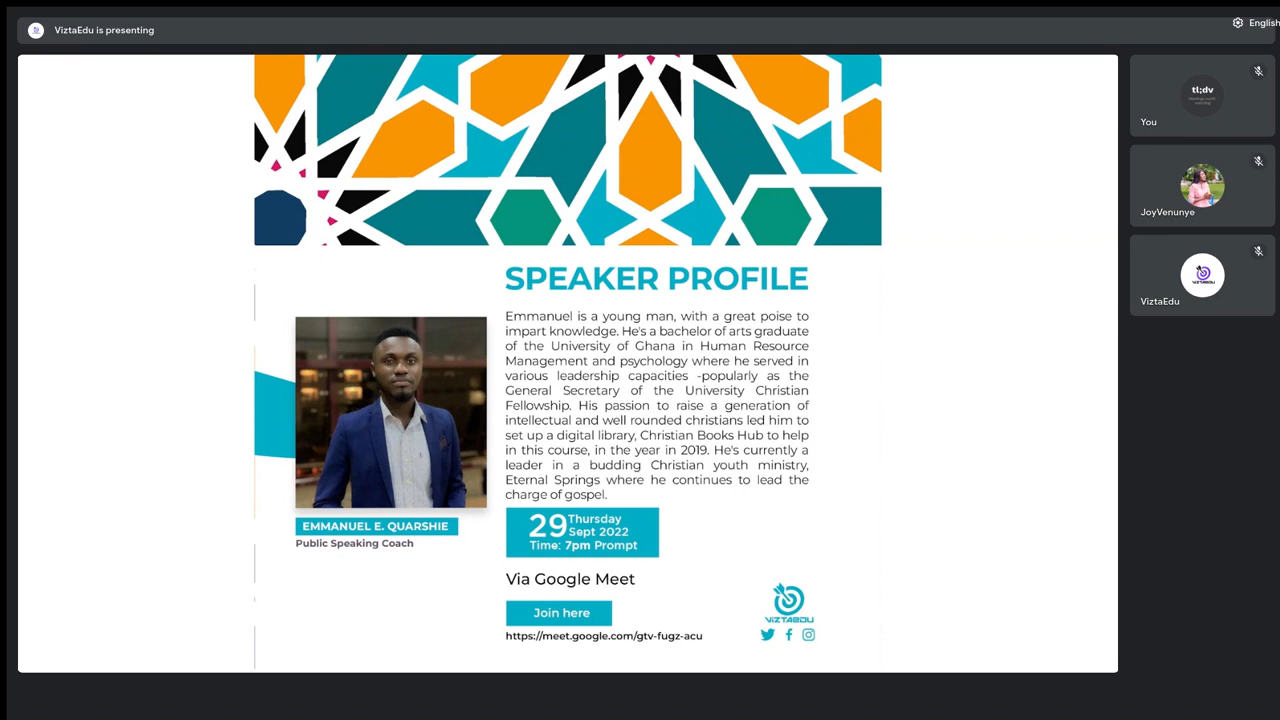 ViztaEdu is presenting
English
SPEAKER PROFILE
Emmanuel is a young man, with a great poise to
impart knowledge. He's a bachelor of arts graduate
of the University of Ghana in Human Resource
Management and psychology where he served in
various leadership capacities -popularly as the
General Secretary of the University Christian
Fellowship. His passion to raise a generation of
intellectual and well rounded christians led him to
set up a digital library, Christian Books Hub to help
in this course, in the year in 2019. He's currently a
leader in a budding Christian youth ministry,
Eternal Springs where he continues to lead the
charge of gospel.
EMMANUEL E. QUARSHIE
Public Speaking Coach
29 Thursday
Sept 2022
Time: 7pm Prompt
Via Google Meet
Join here
https://meet.google.com/gtv-fugz-acu
VIZTAEDU
tl;dv
You
JoyVenunye
VIZTAEDU
ViztaEdu